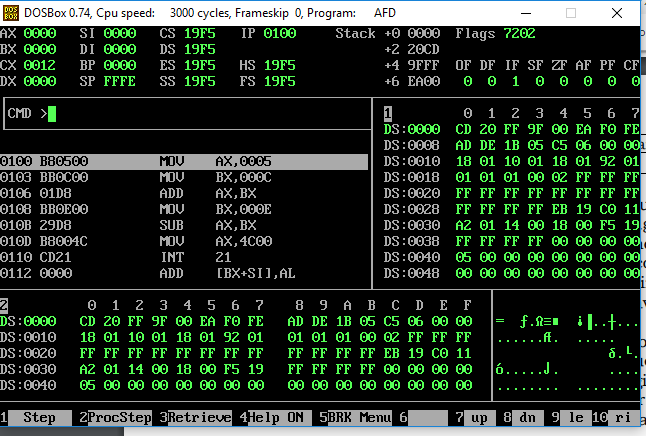 DOSBox 0.74, Cpu speed: 3000 cycles, Frameskip 0, Program: AFD
AX 0000 SI 0000 CS 19F5 IP 0100 Stack +0 0000 Flags 7202
BX 0000 DI 0000 DS 19F5 +2 20CD
CX 0012 BP 0000 ES 19F5 HS 19F5 +4 9FFF OF DF IF SF ZF AF PF CF
DX 0000 SP FFFE SS 19F5 FS 19F5 +6 EA00 0 0 1 0 0 0 0 0
CMD >
1 0 1 2 3 4 5 6 7
DS:0000 CD 20 FF 9F 00 EA F0 FE
DS:0008 AD DE 1B 05 C5 06 00 00
DS:0010 18 01 10 01 18 01 92 01
DS:0018 01 01 01 00 02 FF FF FF
DS:0020 FF FF FF FF FF FF FF FF
DS:0028 FF FF FF FF EB 19 C0 11
DS:0030 A2 01 14 00 18 00 F5 19
DS:0038 FF FF FF FF 00 00 00 00
DS:0040 05 00 00 00 00 00 00 00
DS:0048 00 00 00 00 00 00 00 00
0100 B80500 MOV AX,0005
0103 BB0C00 MOV BX,000C
0106 01D8 ADD AX,BX
0108 BB0E00 MOV BX,000E
010B 29D8 SUB AX,BX
010D B8004C MOV AX,4C00
0110 CD21 INT 21
0112 0000 ADD [BX+SI],AL
2 0 1 2 3 4 5 6 7 8 9 A B C D E F
DS:0000 CD 20 FF 9F 00 EA F0 FE AD DE 1B 05 C5 06 00 00 = ƒ.Ω≡■ ¡▐..┼...
DS:0010 18 01 10 01 18 01 92 01 01 01 01 00 02 FF FF FF ......Æ.
DS:0020 FF FF FF FF FF FF FF FF FF FF FF FF EB 19 C0 11 δ.└.
DS:0030 A2 01 14 00 18 00 F5 19 FF FF FF FF 00 00 00 00 ó.....⌡. ....
DS:0040 05 00 00 00 00 00 00 00 00 00 00 00 00 00 00 00 ........ ........
1 Step 2ProcStep 3Retrieve 4Help ON 5BRK Menu 6 7 up 8 dn 9 le 10 ri